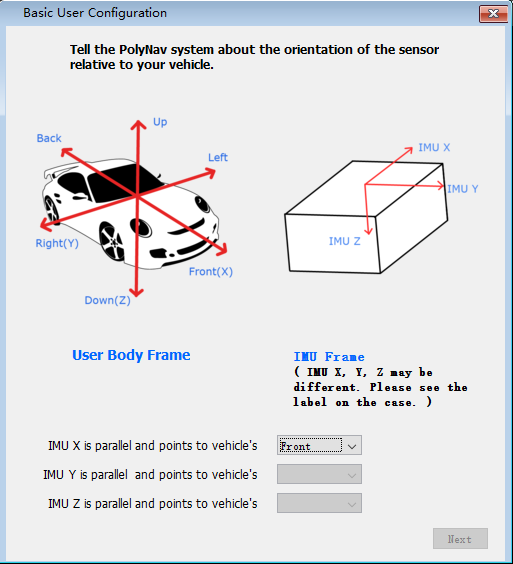 Basic User Configuration
Tell the PolyNav system about the orientation of the sensor
relative to your vehicle.
Up
Back
Left
Right(Y)
Front(X)
Down(Z)
IMU X
IMU Y
IMU Z
User Body Frame
IMU Frame
( IMU X, Y, Z may be
different. Please see the
label on the case. )
IMU X is parallel and points to vehicle's Front
IMU Y is parallel and points to vehicle's
IMU Z is parallel and points to vehicle's
Next